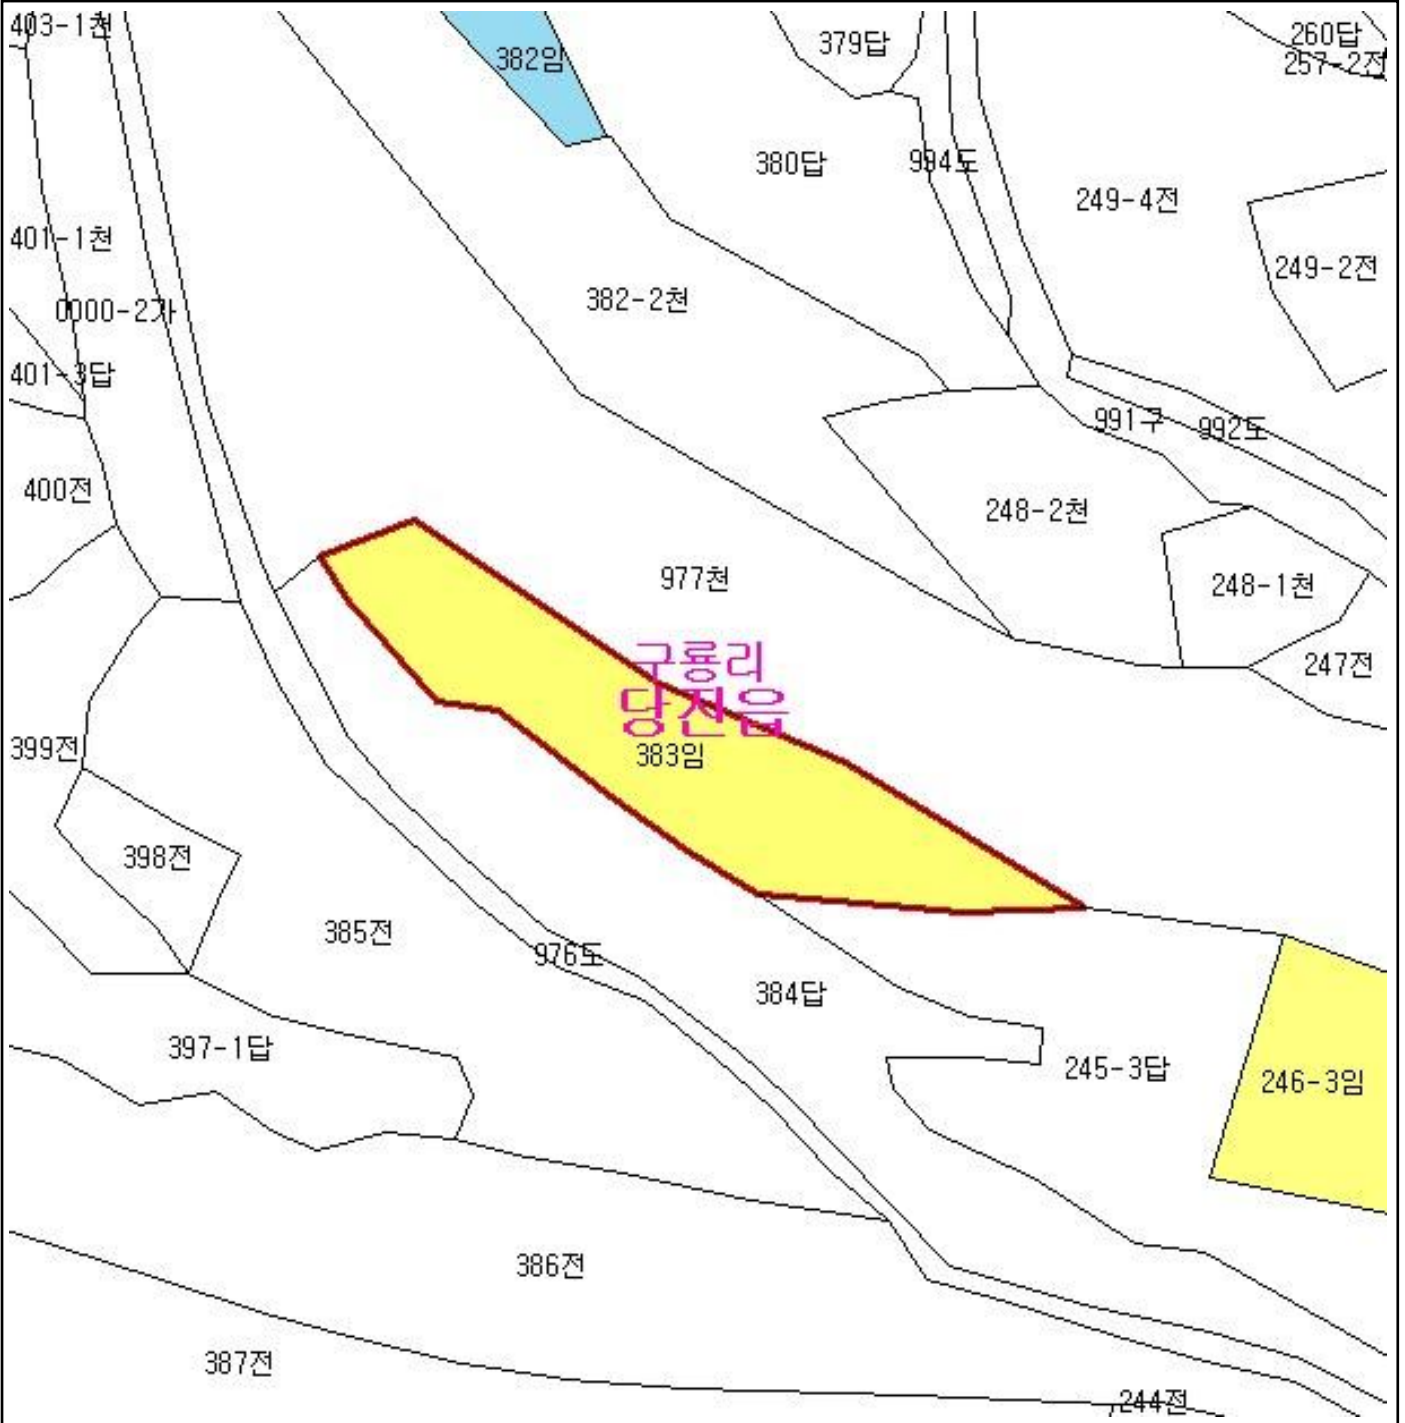 403-1천
382임
379답
260답
257-2전
380답
994도
249-4전
401-1천
249-2전
0000-2가
382-2천
401-3답
991구
992도
400전
248-2천
977천
248-1천
구룡리
247전
당진읍
399전
383임
398전
385전
976도
384답
397-1답
245-3답
246-3임
386전
387전
244전